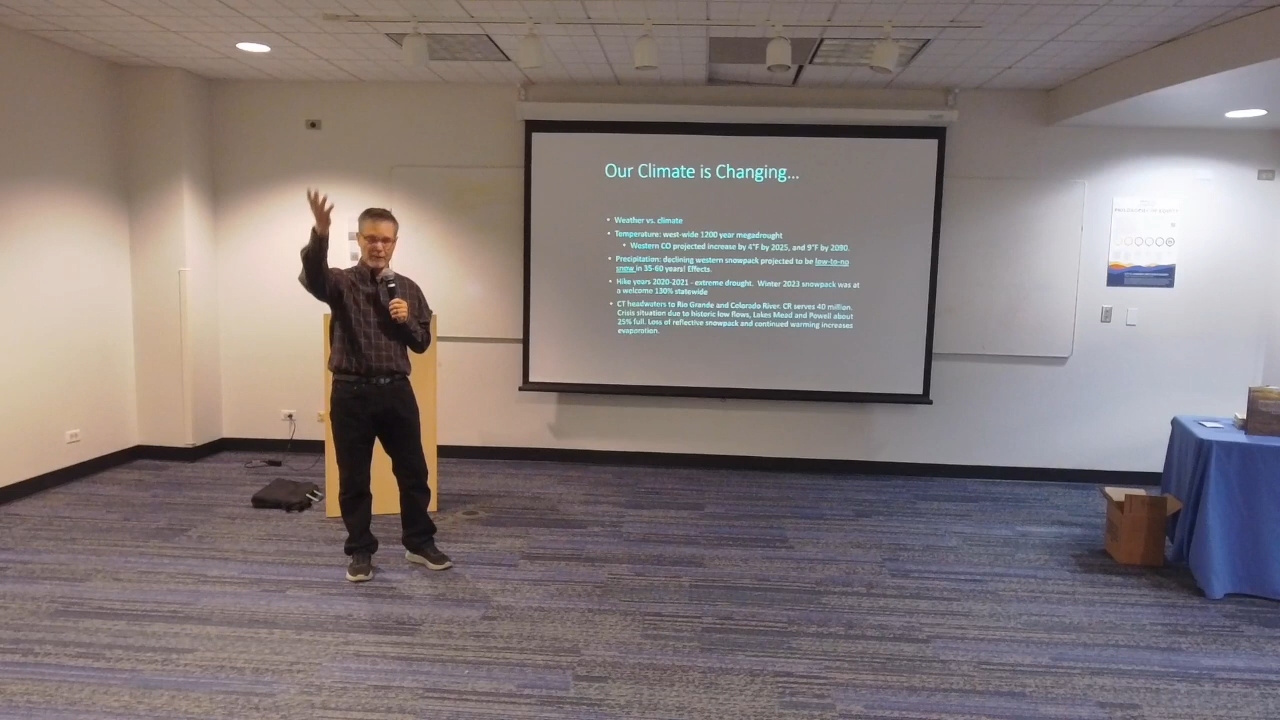 Our Climate is Changing...
• Weather vs. climate
• Temperature: west-wide 1200 year megadrought
• Western CO projected increase by 4°F by 2025, and 9°F by 2090.
• Precipitation: declining western snowpack projected to be low-to-no
snow in 35-60 years! Effects.
• Hike years 2020-2021 - extreme drought. Winter 2023 snowpack was at
a welcome 130% statewide
• CT headwaters to Rio Grande and Colorado River. CR serves 40 million.
Crisis situation due to historic low flows, Lakes Mead and Powell about
25% full. Loss of reflective snowpack and continued warming increases
evaporation.